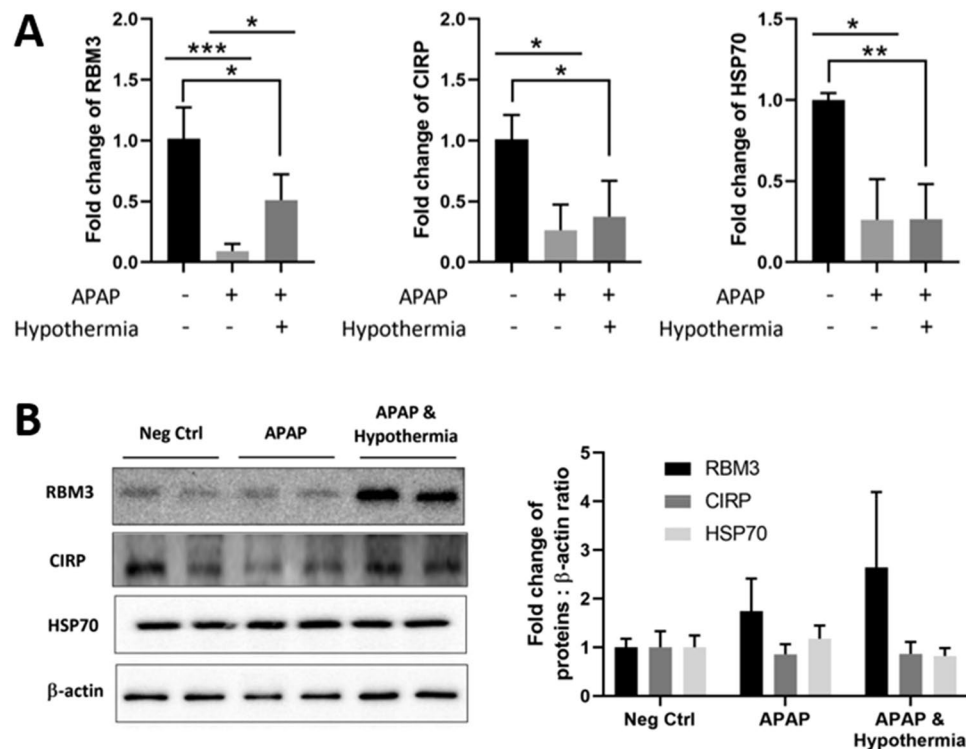 A
Fold change of RBM3
2.0
1.5
1.0
0.5
0.0
*
***
*
APAP - + +
Hypothermia - - +
Fold change of CIRP
2.0
1.5
1.0
0.5
0.0
*
*
APAP - + +
Hypothermia - - +
Fold change of HSP70
1.5
1.0
0.5
0.0
*
**
APAP - + +
Hypothermia - - +
B
Neg Ctrl APAP APAP &
Hypothermia
RBM3
CIRP
HSP70
β-actin
Fold change of
proteins : β-actin ratio
5
4
3
2
1
0
RBM3
CIRP
HSP70
Neg Ctrl APAP APAP &
Hypothermia